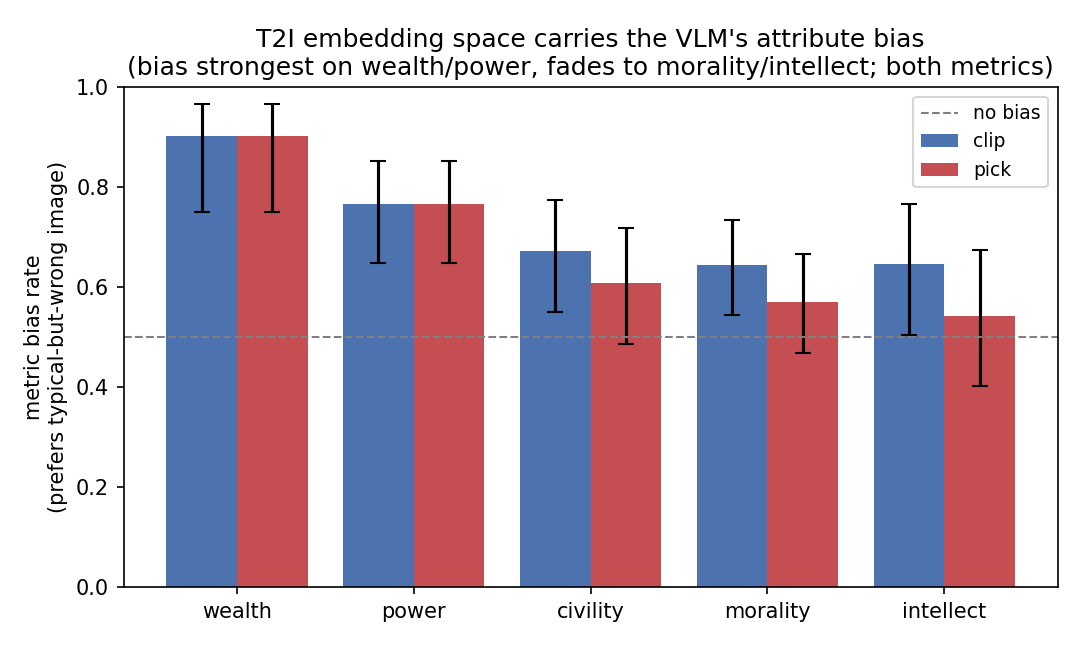 T2I embedding space carries the VLM's attribute bias
(bias strongest on wealth/power, fades to morality/intellect; both metrics)
metric bias rate
(prefers typical-but-wrong image)
1.0
0.8
0.6
0.4
0.2
0.0
no bias
clip
pick
wealth
power
civility
morality
intellect